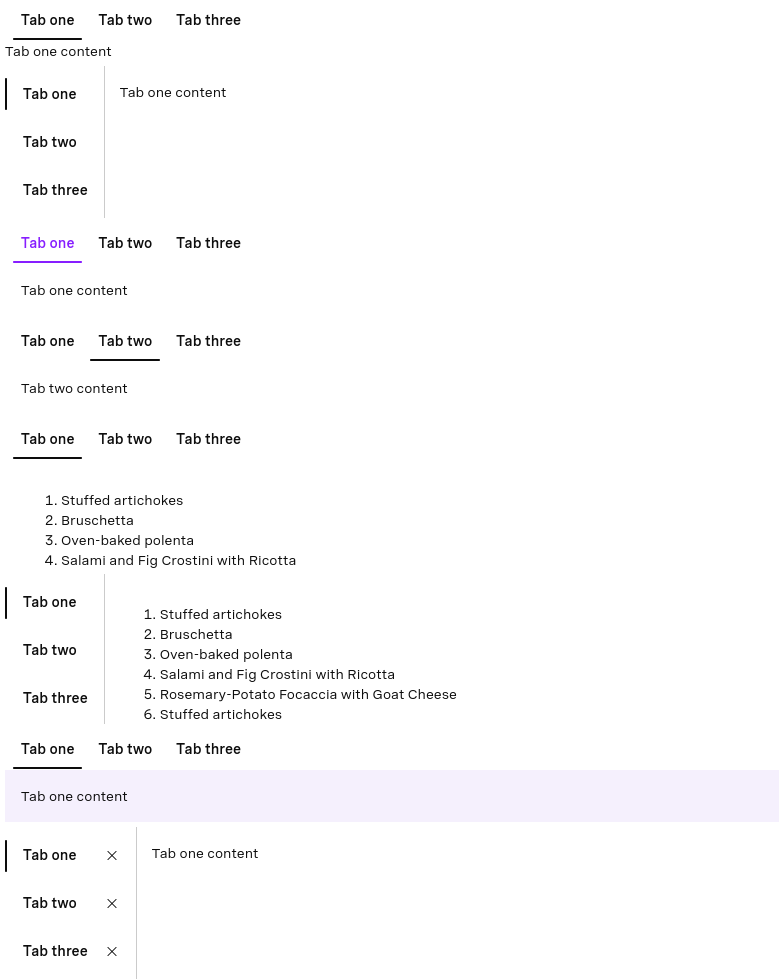 Tab one Tab two Tab three
Tab one content
Tab one
Tab one content
Tab two
Tab three
Tab one Tab two Tab three
Tab one content
Tab one Tab two Tab three
Tab two content
Tab one Tab two Tab three
1. Stuffed artichokes
2. Bruschetta
3. Oven-baked polenta
4. Salami and Fig Crostini with Ricotta
Tab one
Tab two
Tab three
1. Stuffed artichokes
2. Bruschetta
3. Oven-baked polenta
4. Salami and Fig Crostini with Ricotta
5. Rosemary-Potato Focaccia with Goat Cheese
6. Stuffed artichokes
Tab one Tab two Tab three
Tab one content
Tab one
Tab one content
Tab two
Tab three